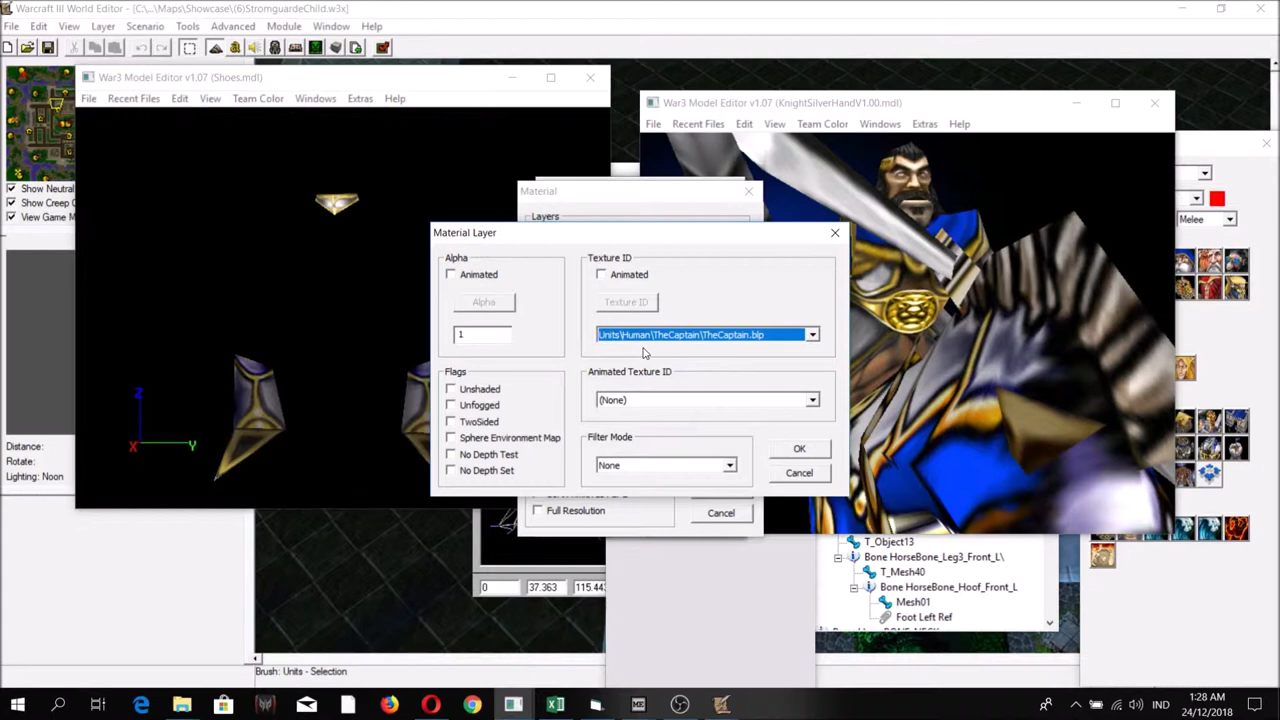 Warcraft III World Editor - [C:\...\Maps\Showcase\(6)StromguardeChild.w3x]
File Edit View Layer Scenario Tools Advanced Module Window Help
War3 Model Editor v1.07 (Shoes.mdl)
File Recent Files Edit View Team Color Windows Extras Help
War3 Model Editor v1.07 (KnightSilverHandV1.00.mdl)
File Recent Files Edit View Team Color Windows Extras Help
Show Neutral
Show Creep C
View Game M
Melee
Material
Layers
Material Layer
Alpha
Animated
Alpha
1
Texture ID
Animated
Texture ID
Units\Human\TheCaptain\TheCaptain.blp
Flags
Unshaded
Unfogged
TwoSided
Sphere Environment Map
No Depth Test
No Depth Set
Animated Texture ID
(None)
Filter Mode
None
OK
Cancel
Full Resolution
Cancel
Z
X
Y
Distance:
Rotate:
Lighting: Noon
0 37.363 115.443
T_Object13
Bone HorseBone_Leg3_Front_L\
T_Mesh40
Bone HorseBone_Hoof_Front_L
Mesh01
Foot Left Ref
Brush: Units - Selection
IND
1:28 AM
24/12/2018